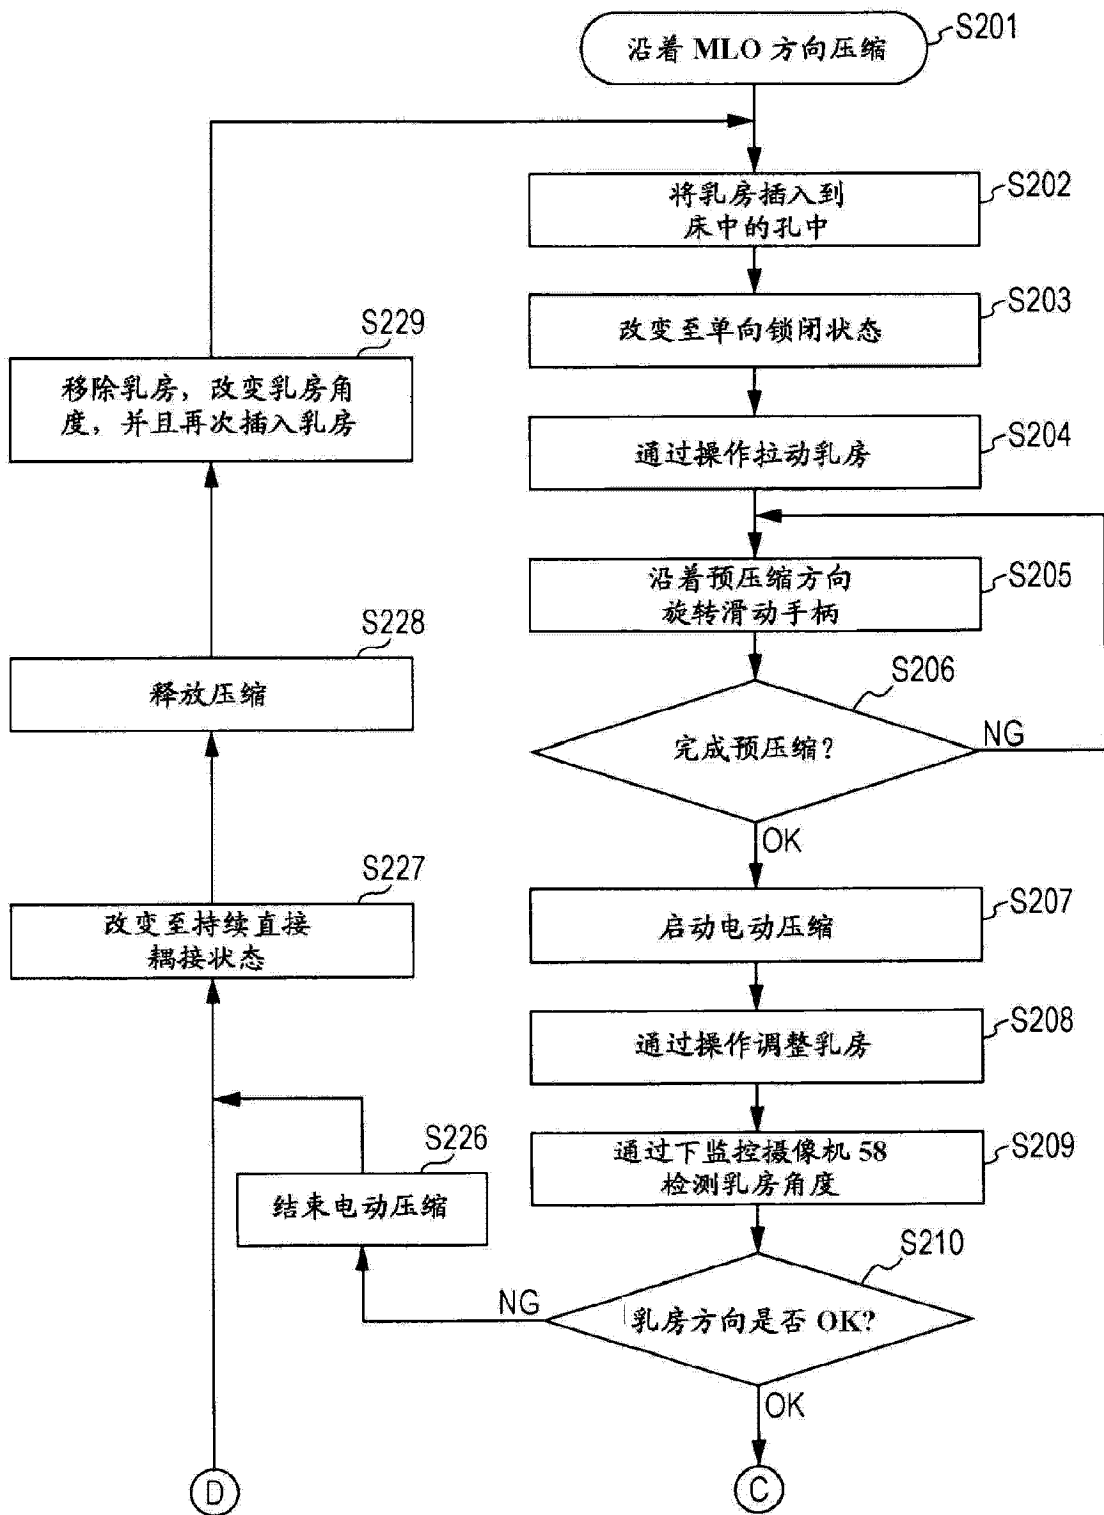 沿着 MLO 方向压缩
S201
将乳房插入到
床中的孔中
S202
改变至单向锁闭状态
S203
通过操作拉动乳房
S204
沿着预压缩方向
旋转滑动手柄
S205
完成预压缩?
S206
NG
OK
启动电动压缩
S207
通过操作调整乳房
S208
通过下监控摄像机 58
检测乳房角度
S209
乳房方向是否 OK?
S210
NG
OK
C
结束电动压缩
S226
改变至持续直接
耦接状态
S227
释放压缩
S228
移除乳房，改变乳房角
度，并且再次插入乳房
S229
D